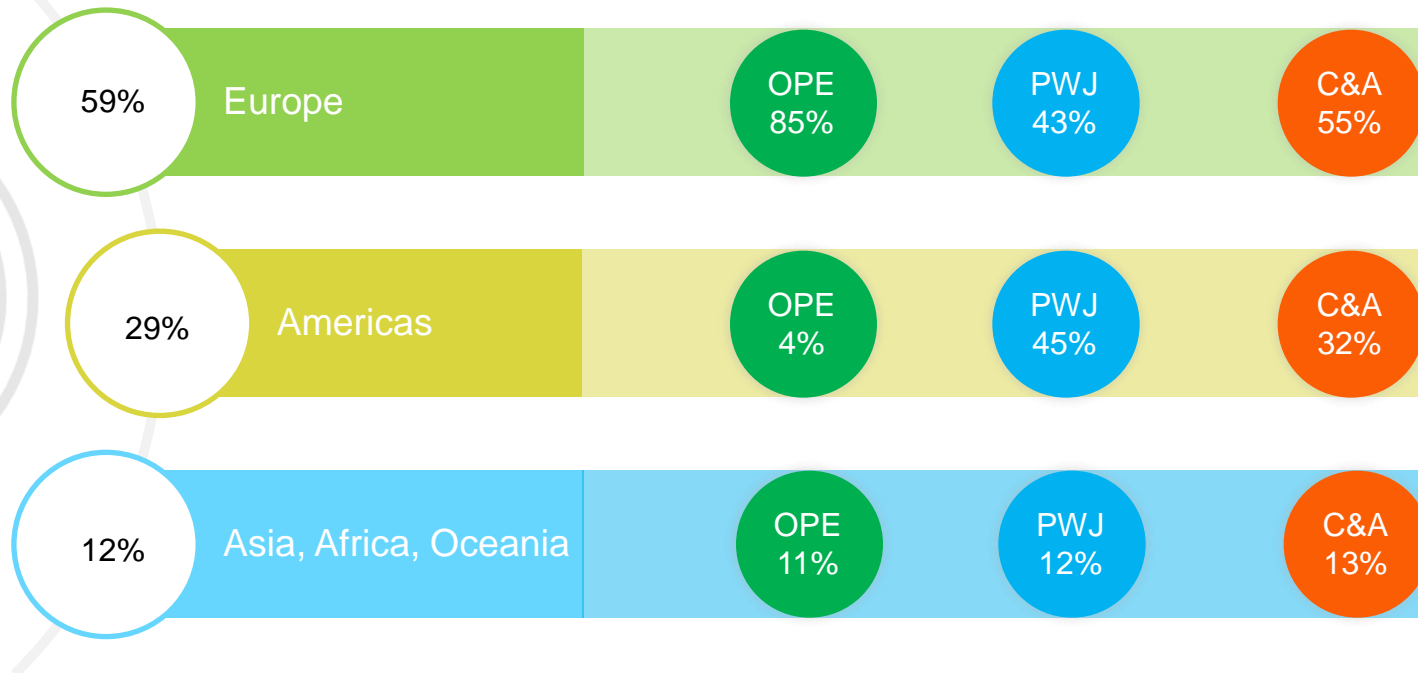 59%
Europe
OPE
85%
PWJ
43%
C&A
55%
29%
Americas
OPE
4%
PWJ
45%
C&A
32%
12%
Asia, Africa, Oceania
OPE
11%
PWJ
12%
C&A
13%